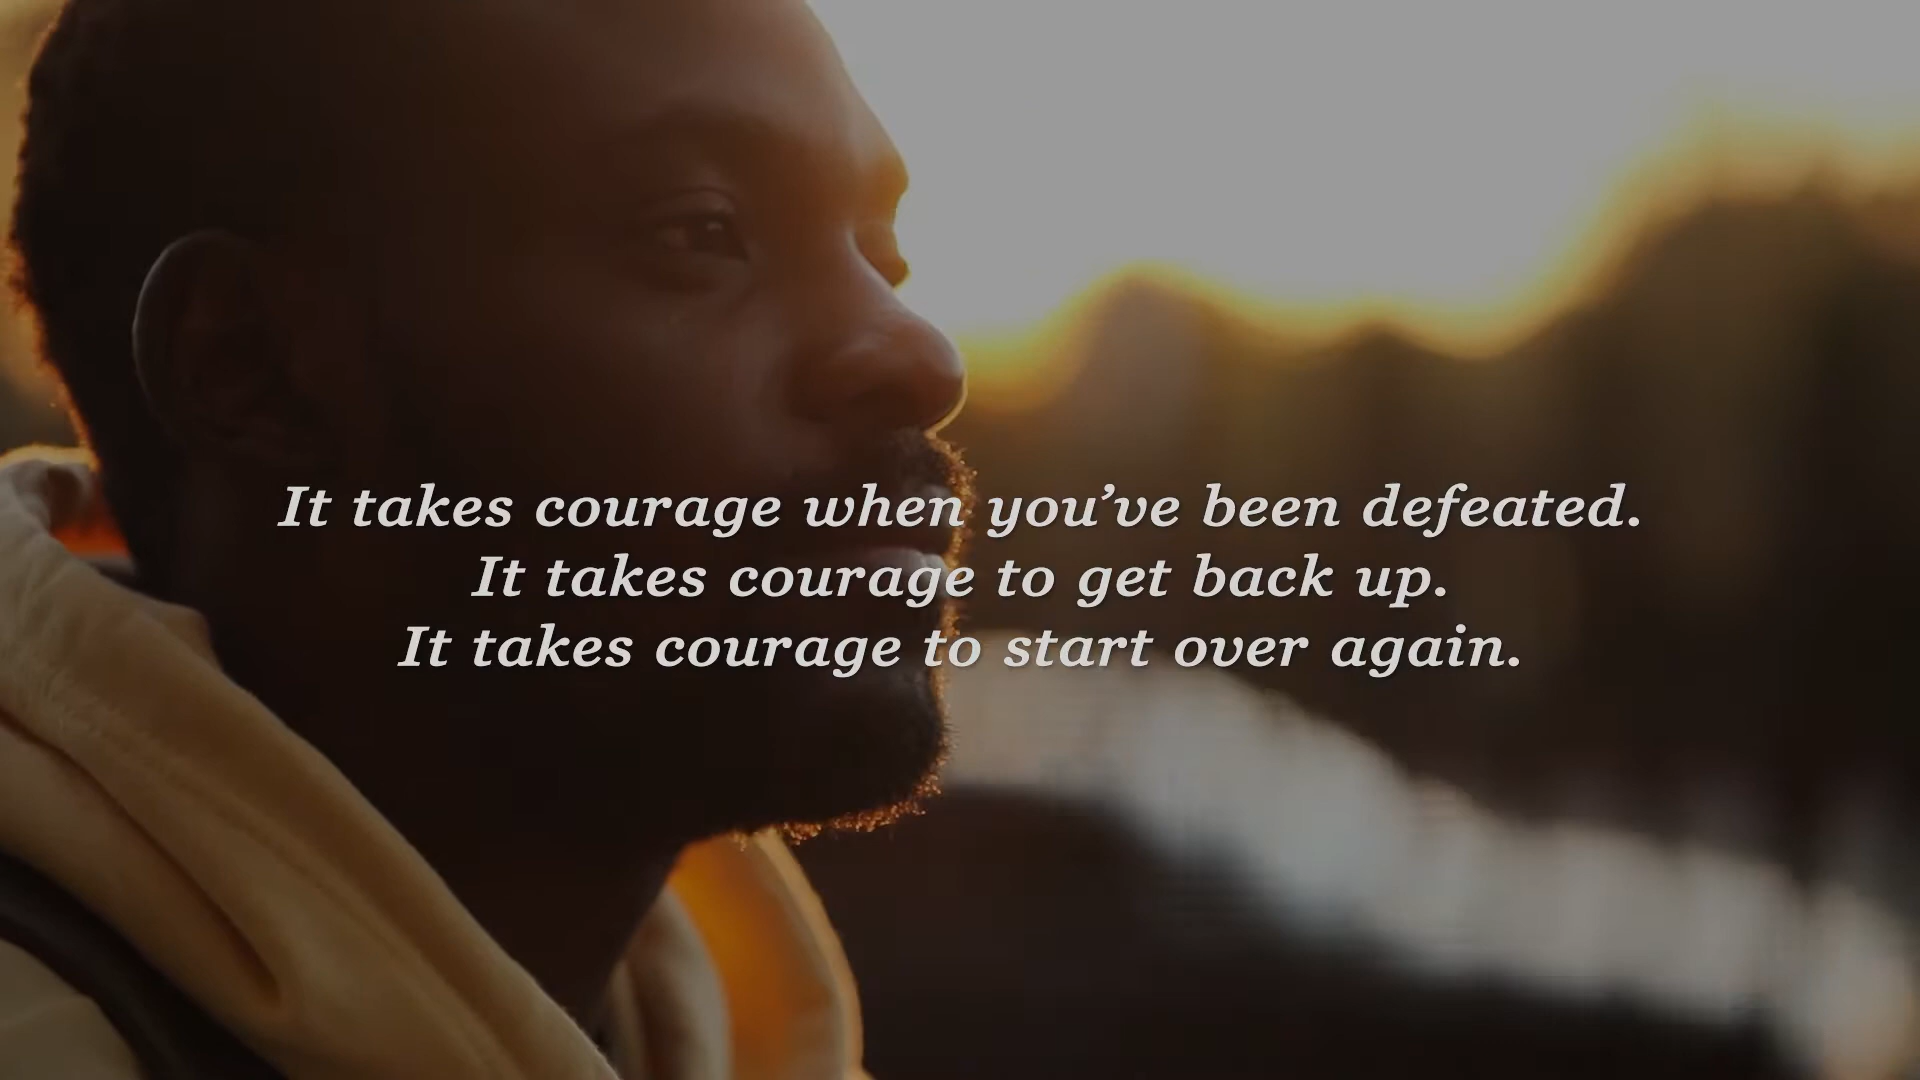 It takes courage when you’ve been defeated.
It takes courage to get back up.
It takes courage to start over again.